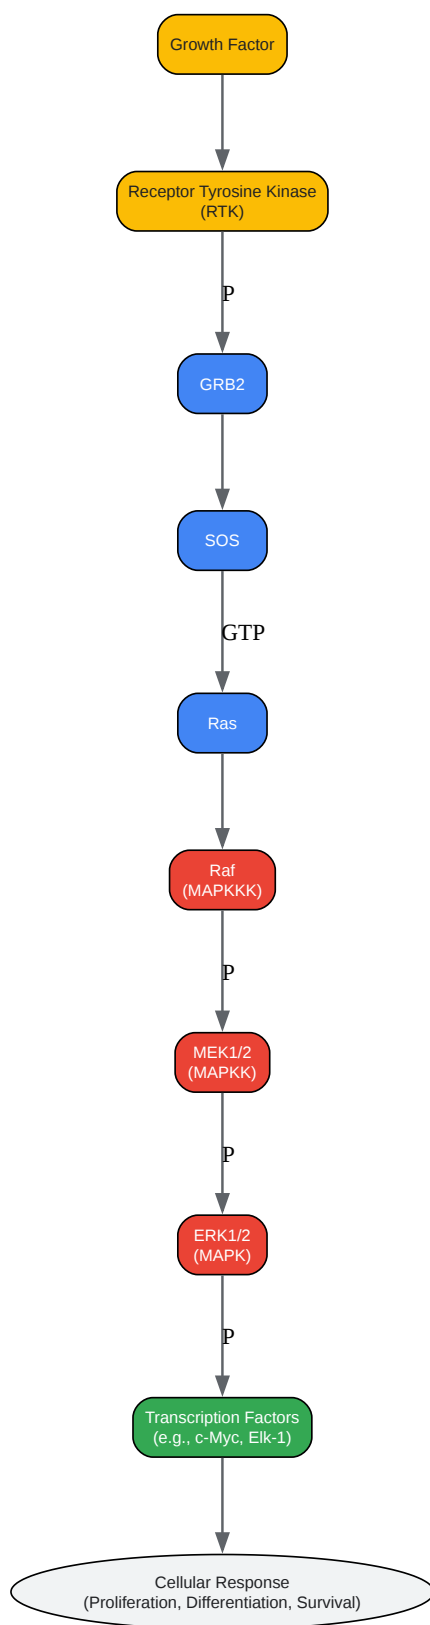 Growth Factor
Receptor Tyrosine Kinase
(RTK)
P
GRB2
SOS
GTP
Ras
Raf
(MAPKKK)
P
MEK1/2
(MAPKK)
P
ERK1/2
(MAPK)
P
Transcription Factors
(e.g., c-Myc, Elk-1)
Cellular Response
(Proliferation, Differentiation, Survival)